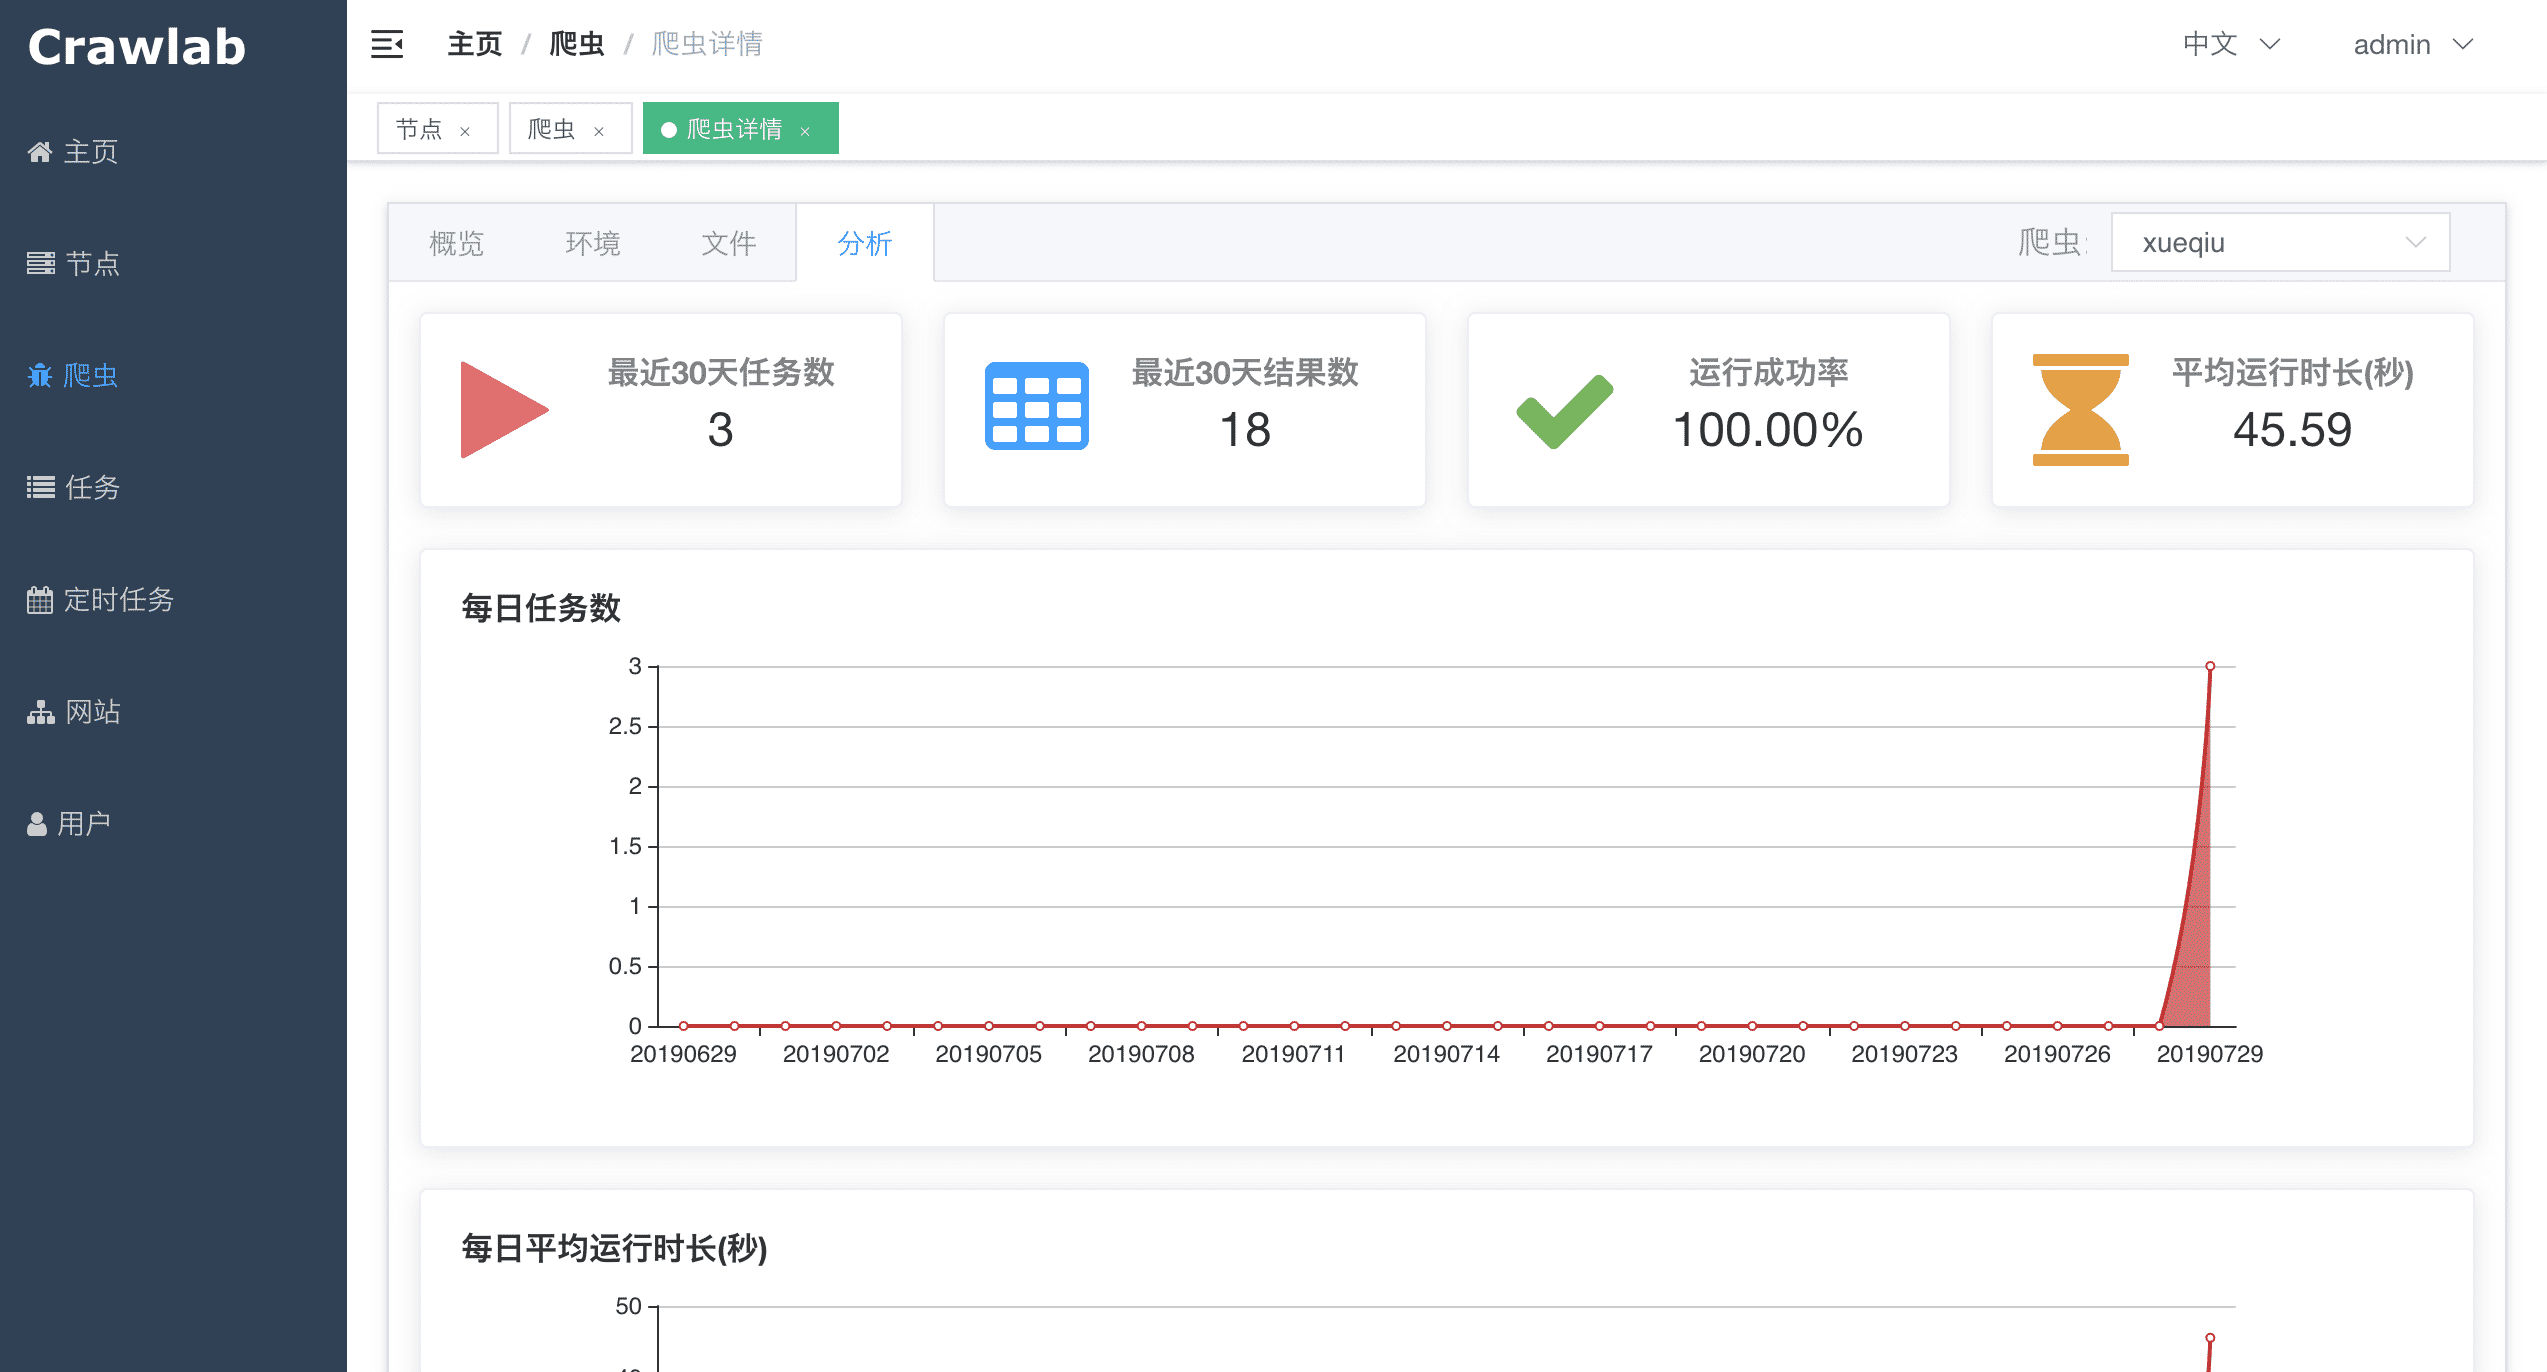 Crawlab
主页
节点
爬虫
任务
定时任务
网站
用户
主页 / 爬虫 / 爬虫详情
中文
admin
节点 ×
爬虫 ×
爬虫详情 ×
概览 环境 文件 分析
爬虫:
xueqiu
最近30天任务数
3
最近30天结果数
18
运行成功率
100.00%
平均运行时长(秒)
45.59
每日任务数
3
2.5
2
1.5
1
0.5
0
20190629 20190702 20190705 20190708 20190711 20190714 20190717 20190720 20190723 20190726 20190729
每日平均运行时长(秒)
50